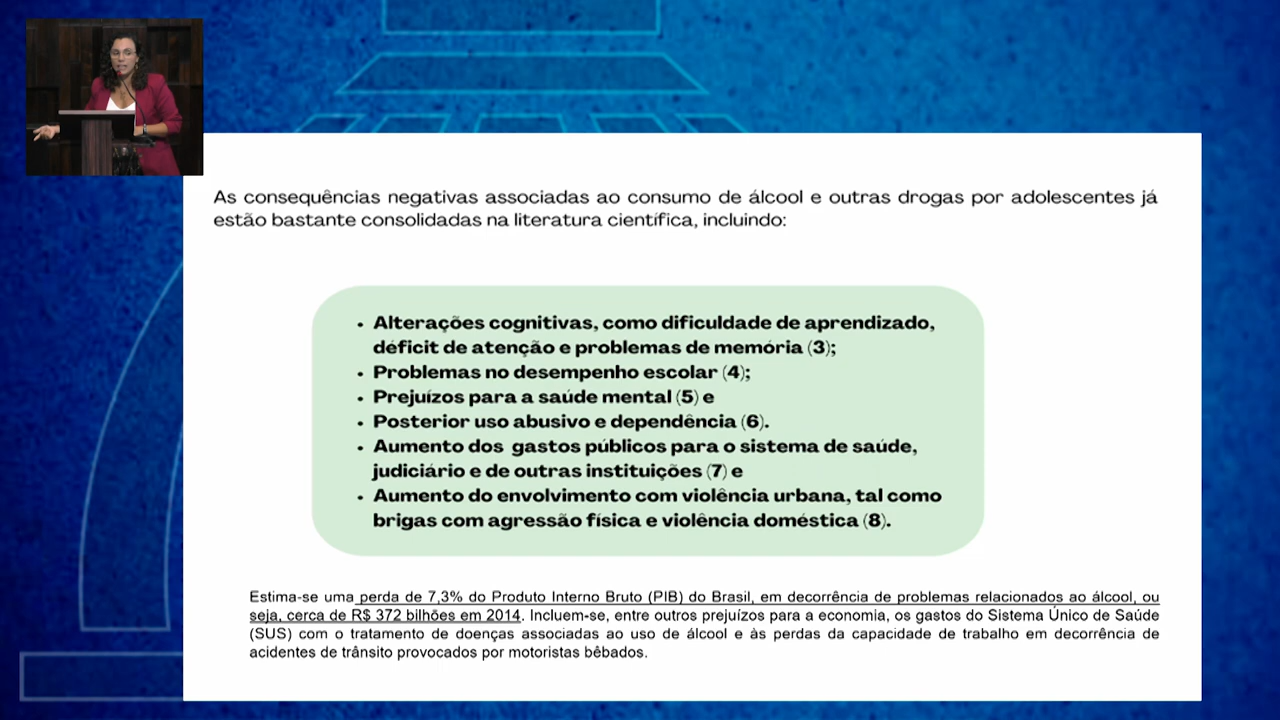 As consequências negativas associadas ao consumo de álcool e outras drogas por adolescentes já
estão bastante consolidadas na literatura científica, incluindo:
• Alterações cognitivas, como dificuldade de aprendizado,
déficit de atenção e problemas de memória (3);
• Problemas no desempenho escolar (4);
• Prejuízos para a saúde mental (5) e
• Posterior uso abusivo e dependência (6).
• Aumento dos gastos públicos para o sistema de saúde,
judiciário e de outras instituições (7) e
• Aumento do envolvimento com violência urbana, tal como
brigas com agressão física e violência doméstica (8).
Estima-se uma perda de 7,3% do Produto Interno Bruto (PIB) do Brasil, em decorrência de problemas relacionados ao álcool, ou
seja, cerca de R$ 372 bilhões em 2014. Incluem-se, entre outros prejuízos para a economia, os gastos do Sistema Único de Saúde
(SUS) com o tratamento de doenças associadas ao uso de álcool e às perdas da capacidade de trabalho em decorrência de
acidentes de trânsito provocados por motoristas bêbados.